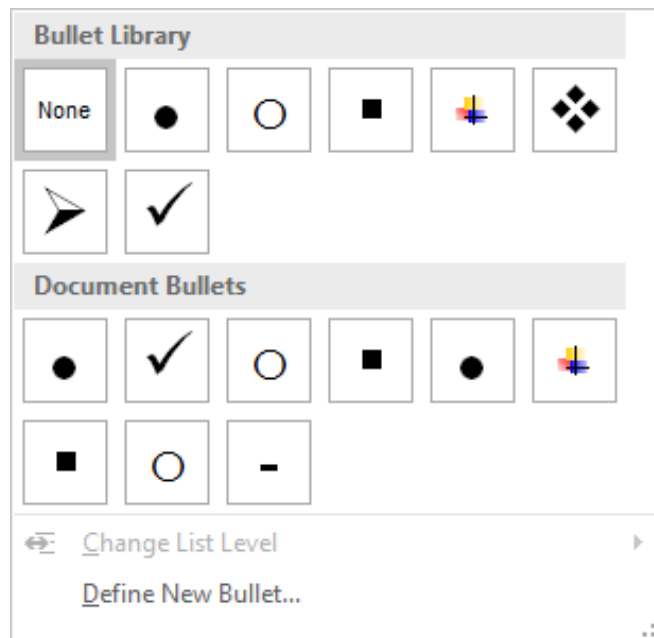 Bullet Library
None
Document Bullets
Change List Level
Define New Bullet...